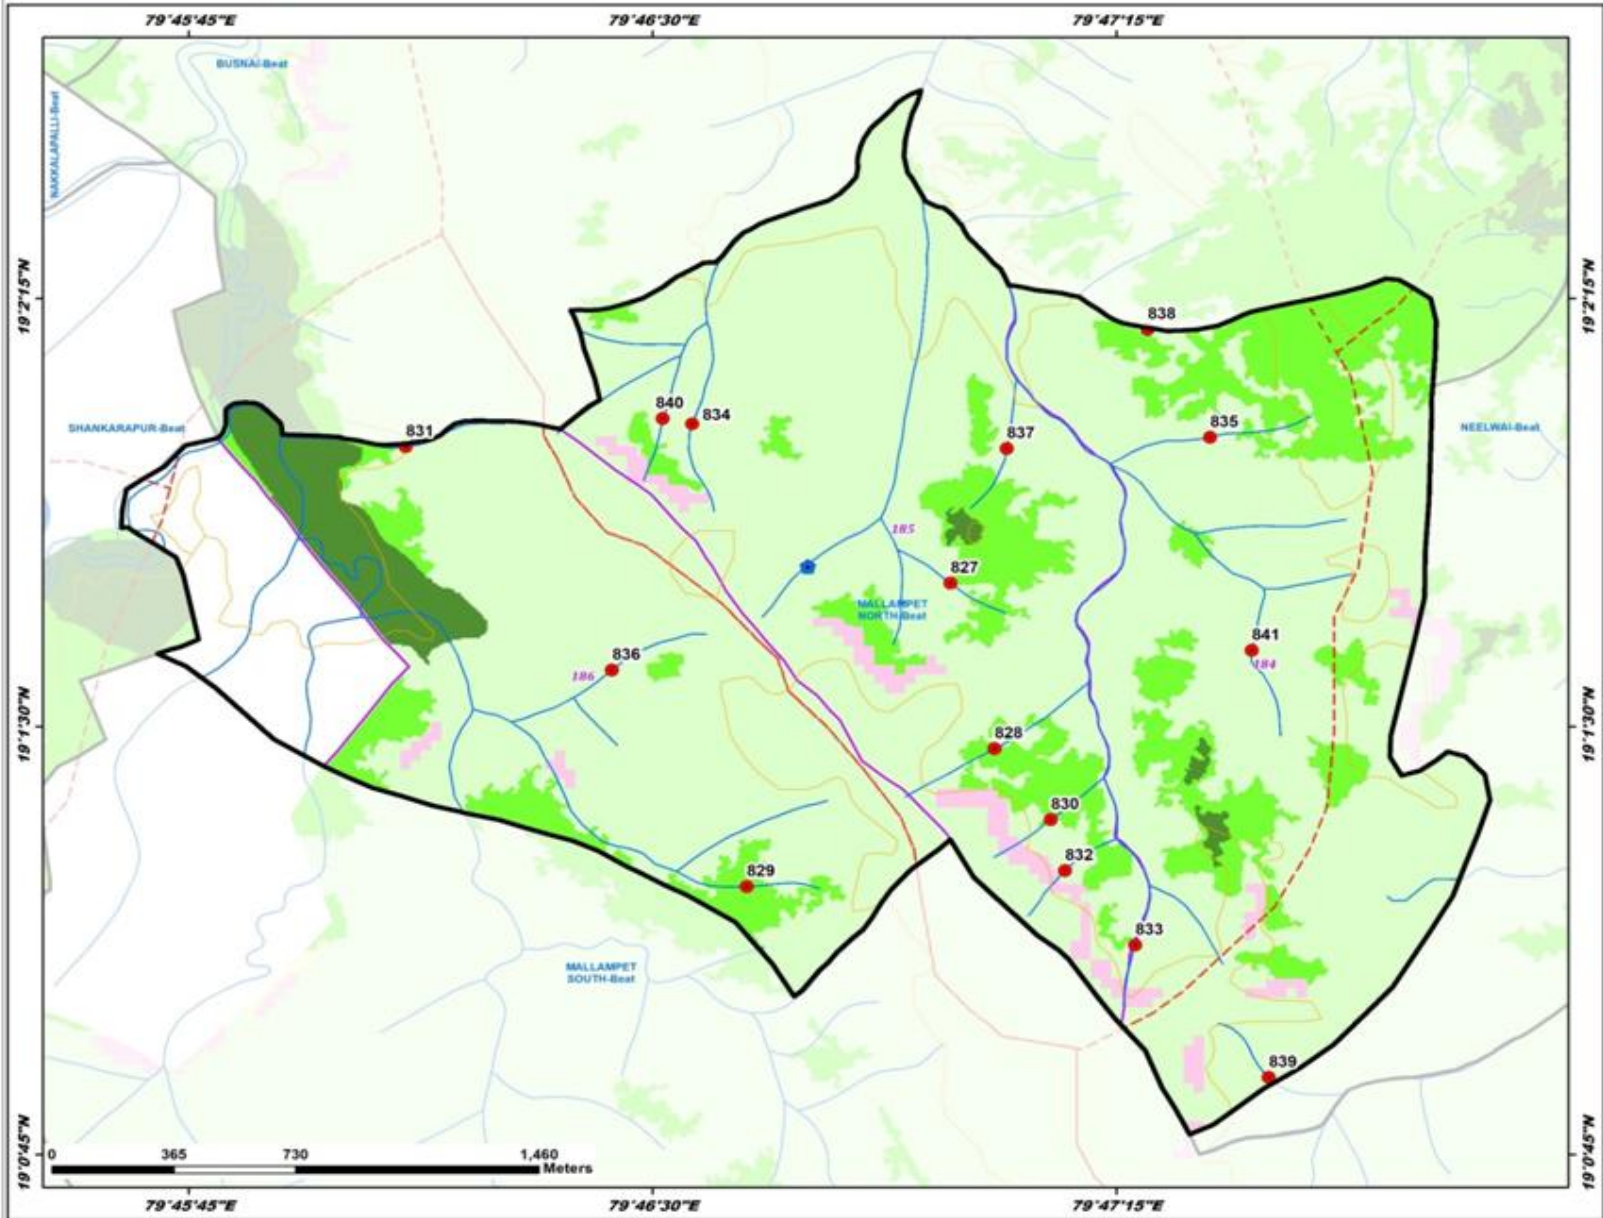 79°45'45"E 79°46'30"E 79°47'15"E
BUSNAI-Beat
NAKKALAPALLI-Beat
19°2'15"N 19°2'15"N
838
840 834
SHANKARAPUR-Beat 831 837 835 NEELWAI-Beat
185
827
MALLAMPET
NORTH-Beat
841
836 184
186
19°1'30"N 19°1'30"N
828
830
832
829
833
MALLAMPET
SOUTH-Beat
839
19°0'45"N 19°0'45"N
0 365 730 1,460
Meters
79°45'45"E 79°46'30"E 79°47'15"E